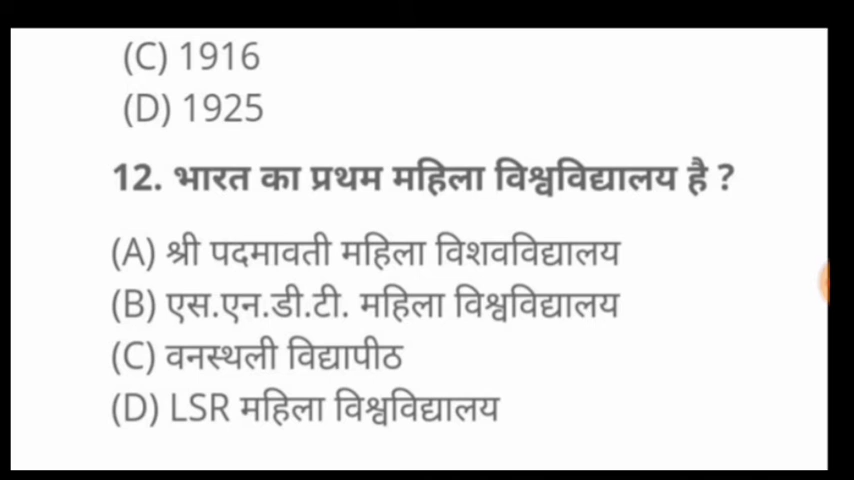 (C) 1916
(D) 1925
12. भारत का प्रथम महिला विश्वविद्यालय है ?
(A) श्री पदमावती महिला विशवविद्यालय
(B) एस.एन.डी.टी. महिला विश्वविद्यालय
(C) वनस्थली विद्यापीठ
(D) LSR महिला विश्वविद्यालय